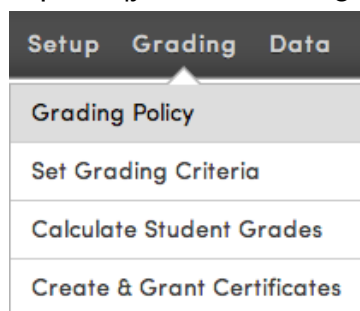 Setup Grading Data
Grading Policy
Set Grading Criteria
Calculate Student Grades
Create & Grant Certificates